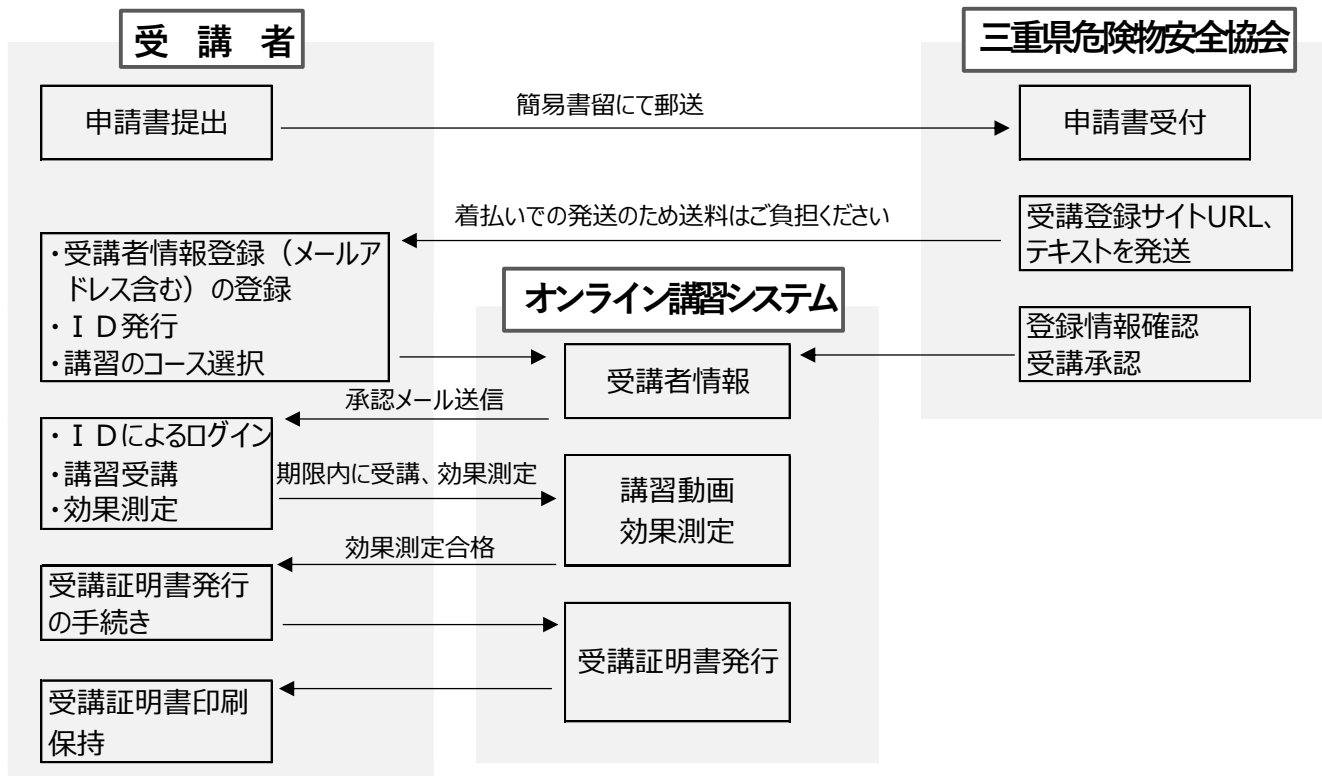 受 講 者
三重県危険物安全協会
申請書提出
簡易書留にて郵送
申請書受付
着払いでの発送のため送料はご負担ください
受講登録サイトURL、
テキストを発送
・受講者情報登録(メールア
ドレス含む)の登録
・ＩＤ発行
・講習のコース選択
オンライン講習システム
登録情報確認
受講承認
受講者情報
承認メール送信
・ＩＤによるログイン
・講習受講
・効果測定
期限内に受講、効果測定
講習動画
効果測定
効果測定合格
受講証明書発行
の手続き
受講証明書発行
受講証明書印刷
保持